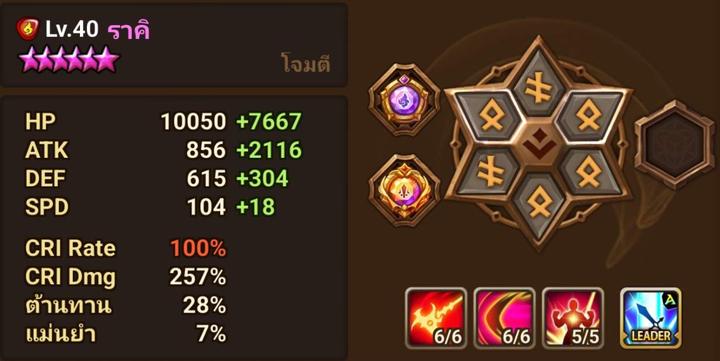 Lv.40 ราคิ
โจมตี
HP 10050 +7667
ATK 856 +2116
DEF 615 +304
SPD 104 +18
CRI Rate 100%
CRI Dmg 257%
ต้านทาน 28%
แม่นยำ 7%
6/6 6/6 5/5 A
LEADER